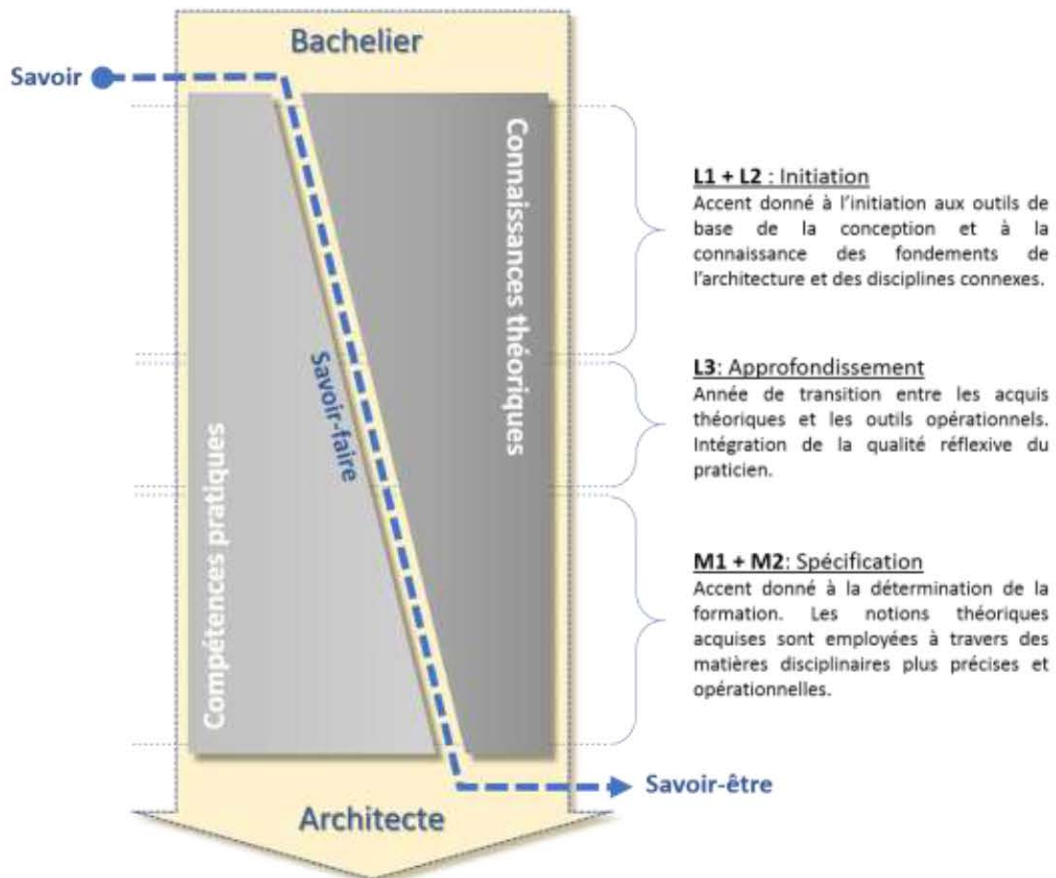 Bachelier
Savoir
Connaissances théoriques
Savoir-faire
Compétences pratiques
L1 + L2 : Initiation
Accent donné à l'initiation aux outils de
base de la conception et à la
connaissance des fondements de
l'architecture et des disciplines connexes.
L3: Approfondissement
Année de transition entre les acquis
théoriques et les outils opérationnels.
Intégration de la qualité réflexive du
praticien.
M1 + M2: Spécification
Accent donné à la détermination de la
formation. Les notions théoriques
acquises sont employées à travers des
matières disciplinaires plus précises et
opérationnelles.
Savoir-être
Architecte